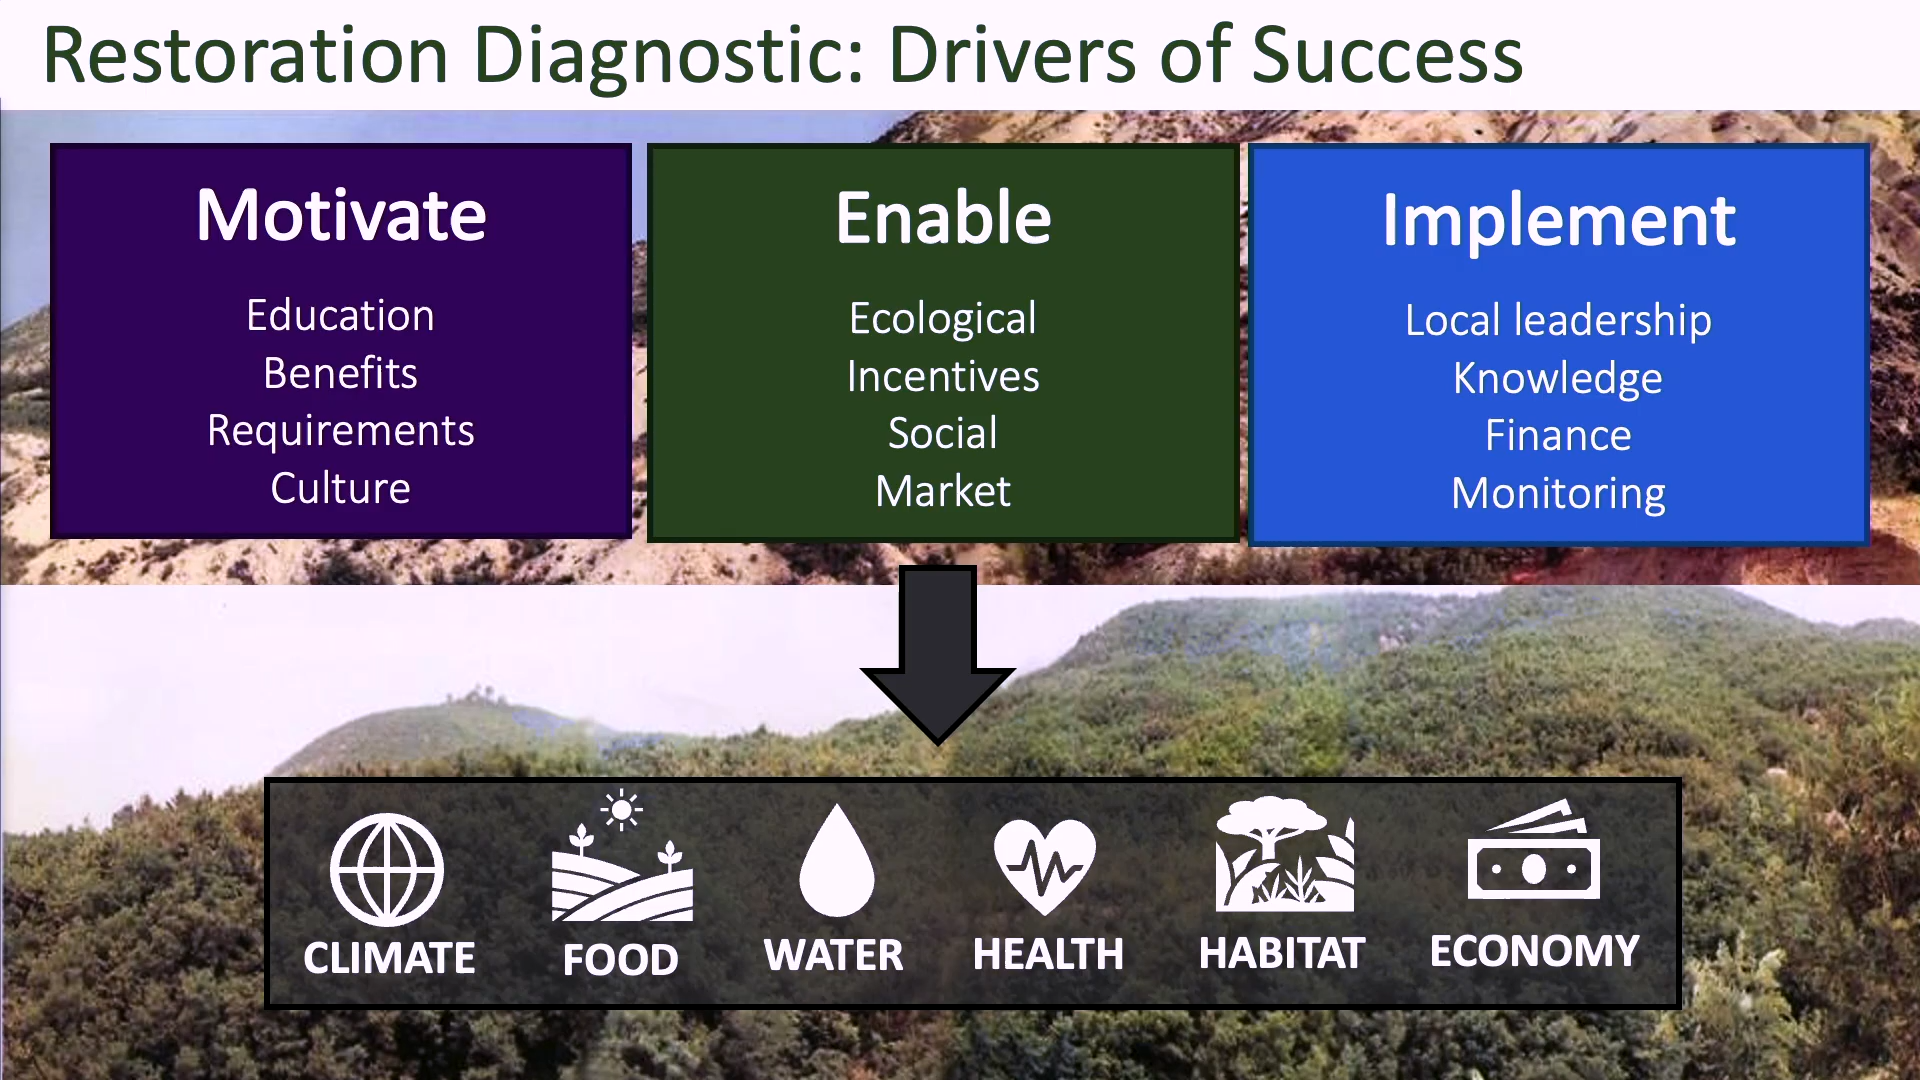 Restoration Diagnostic: Drivers of Success
Motivate
Education
Benefits
Requirements
Culture
Enable
Ecological
Incentives
Social
Market
Implement
Local leadership
Knowledge
Finance
Monitoring
CLIMATE
FOOD
WATER
HEALTH
HABITAT
ECONOMY